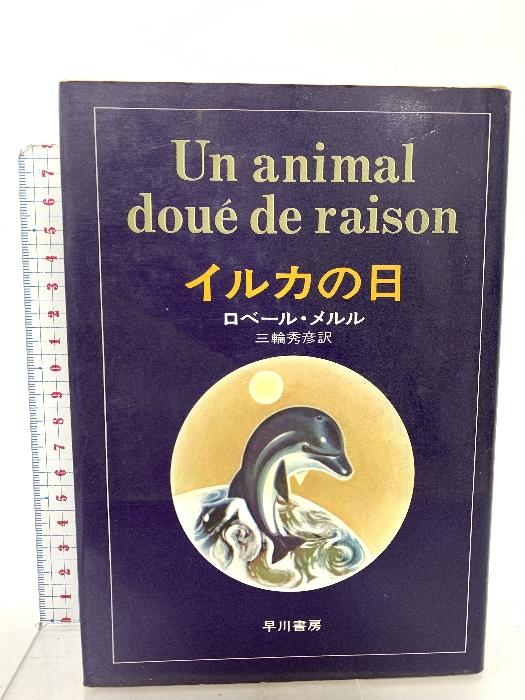 Un animal
doué de raison
イルカの日
ロベール・メルル
三輪秀彦訳
早川書房